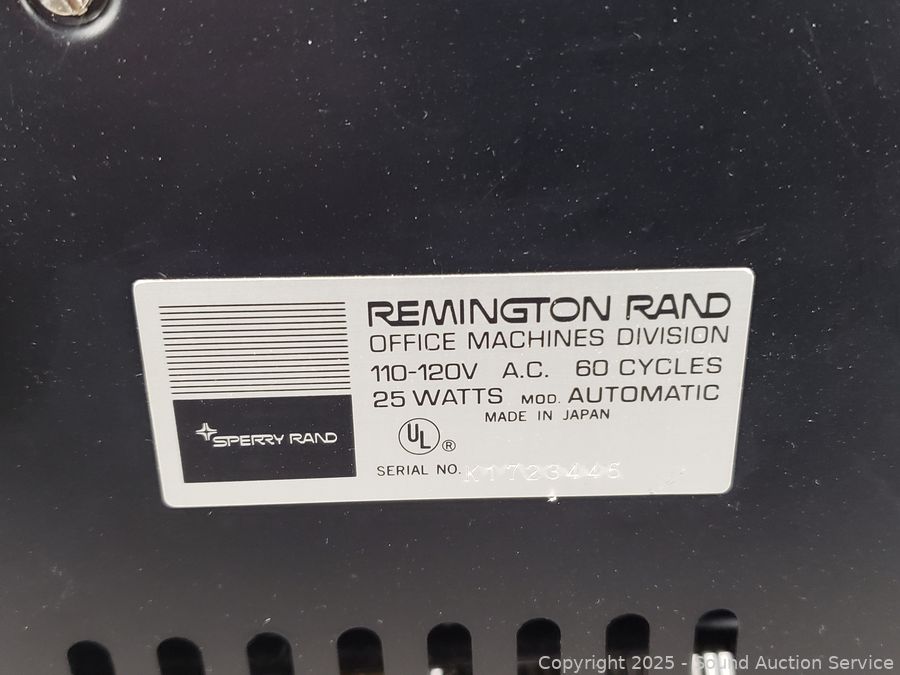 REMINGTON RAND
OFFICE MACHINES DIVISION
110-120V A.C. 60 CYCLES
25 WATTS MOD. AUTOMATIC
MADE IN JAPAN
SPERRY RAND
UL ®
SERIAL NO. K1723445
Copyright 2025 - Sound Auction Service